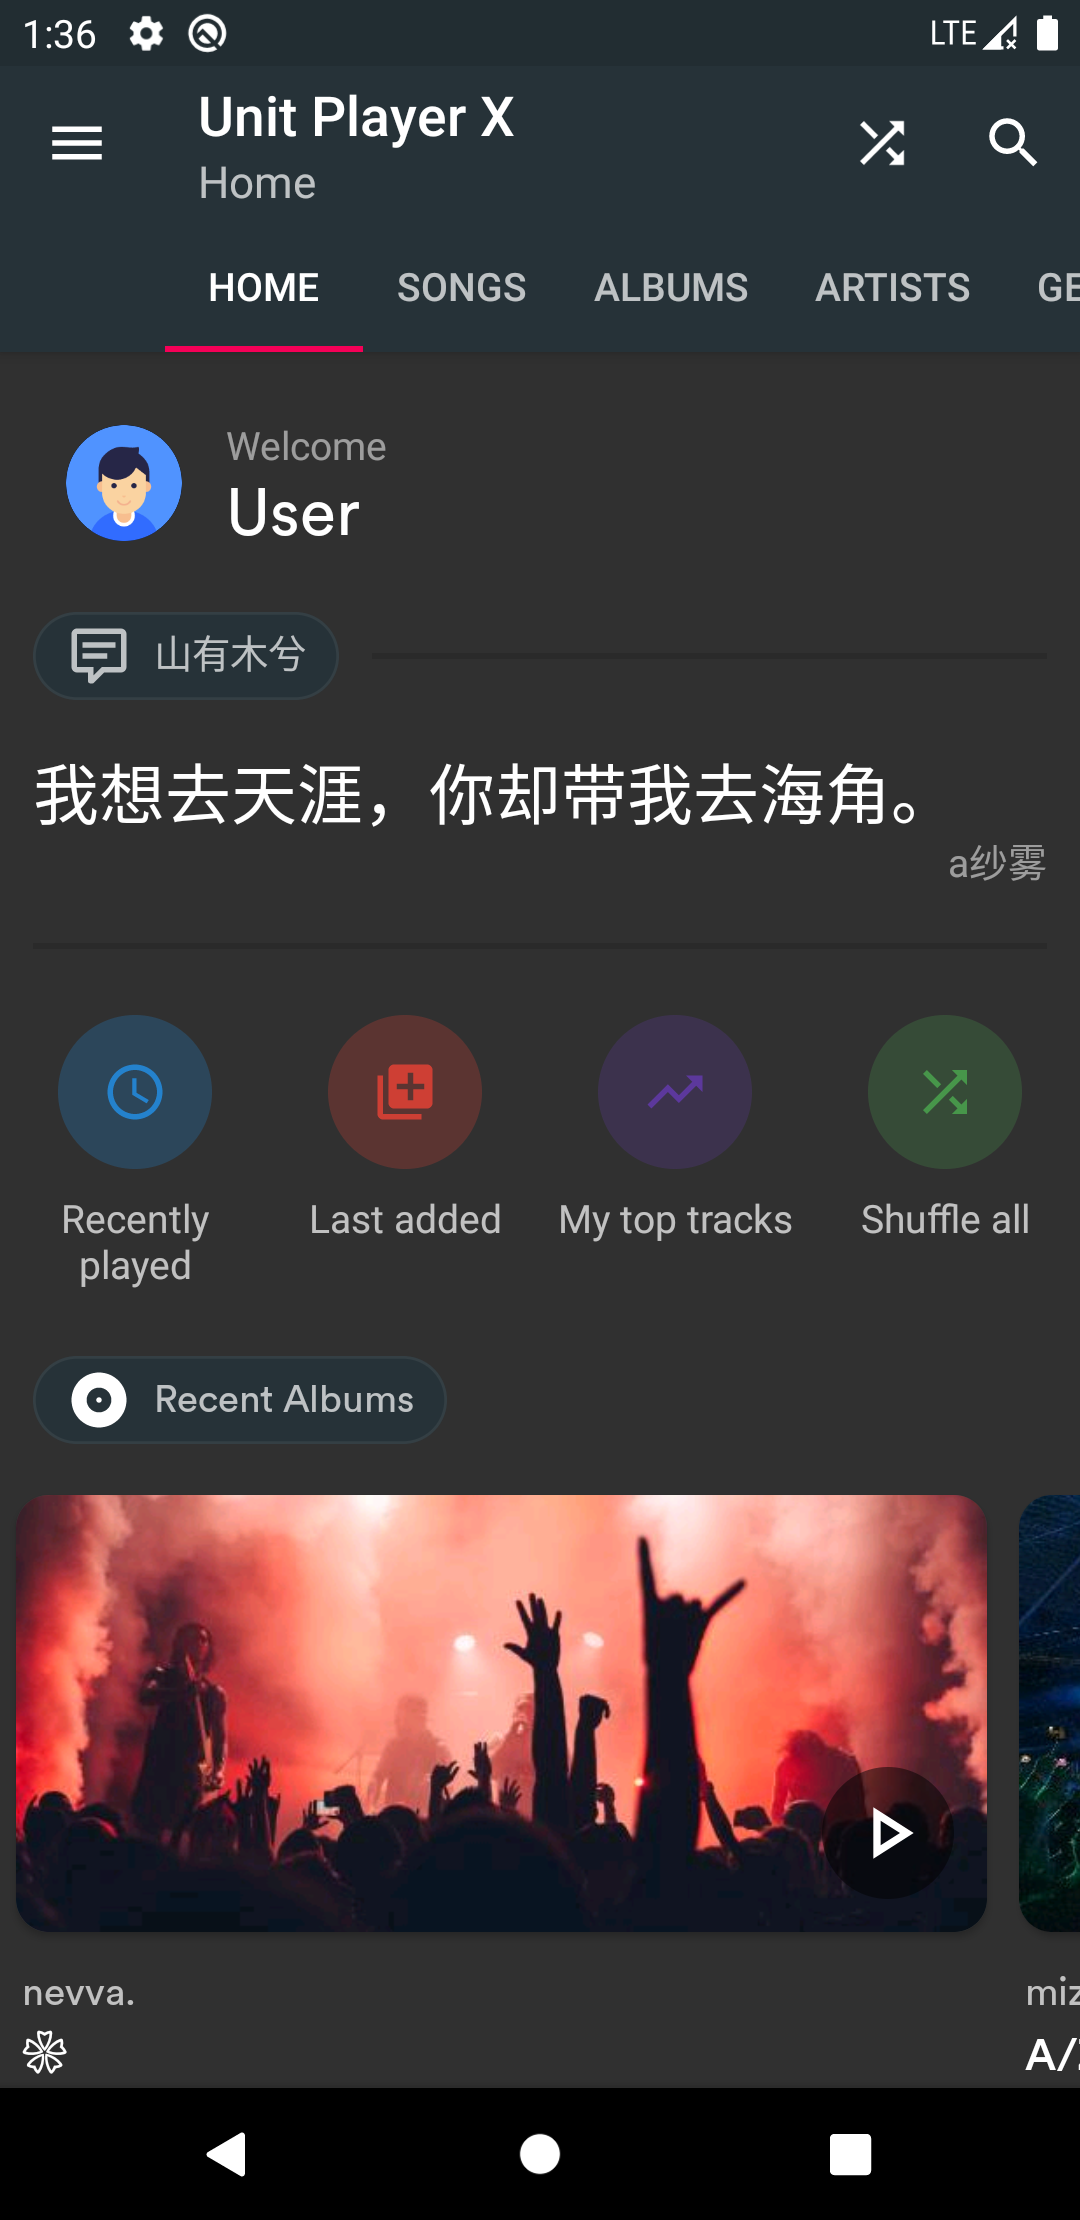 1:36
LTE
Unit Player X
Home
HOME SONGS ALBUMS ARTISTS GE
Welcome
User
山有木兮
我想去天涯，你却带我去海角。
a纱雾
Recently played
Last added
My top tracks
Shuffle all
Recent Albums
nevva.
miz
A/